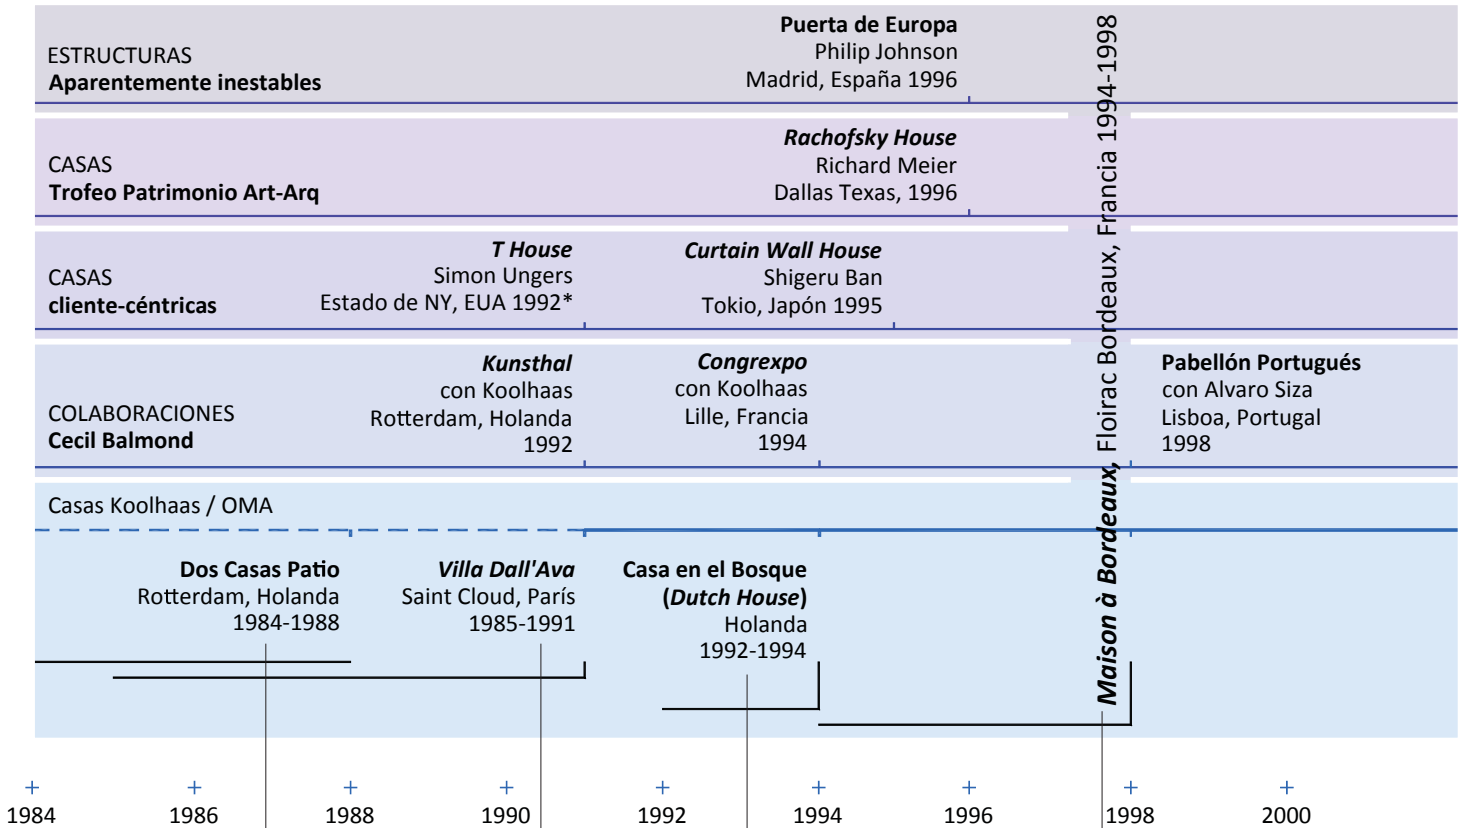 ESTRUCTURAS
Aparentemente inestables
Puerta de Europa
Philip Johnson
Madrid, España 1996
CASAS
Trofeo Patrimonio Art-Arq
Rachofsky House
Richard Meier
Dallas Texas, 1996
CASAS
cliente-céntricas
T House
Simon Ungers
Estado de NY, EUA 1992*
Curtain Wall House
Shigeru Ban
Tokio, Japón 1995
COLABORACIONES
Cecil Balmond
Kunsthal
con Koolhaas
Rotterdam, Holanda
1992
Congrexpo
con Koolhaas
Lille, Francia
1994
Pabellón Portugués
con Alvaro Siza
Lisboa, Portugal
1998
Maison à Bordeaux, Floirac Bordeaux, Francia 1994-1998
Casas Koolhaas / OMA
Dos Casas Patio
Rotterdam, Holanda
1984-1988
Villa Dall'Ava
Saint Cloud, París
1985-1991
Casa en el Bosque
(Dutch House)
Holanda
1992-1994
1984 1986 1988 1990 1992 1994 1996 1998 2000